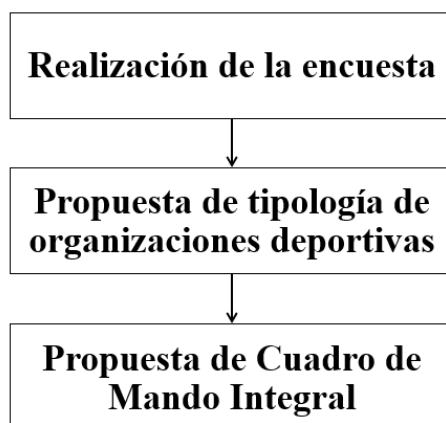 Realización de la encuesta
Propuesta de tipología de
organizaciones deportivas
Propuesta de Cuadro de
Mando Integral